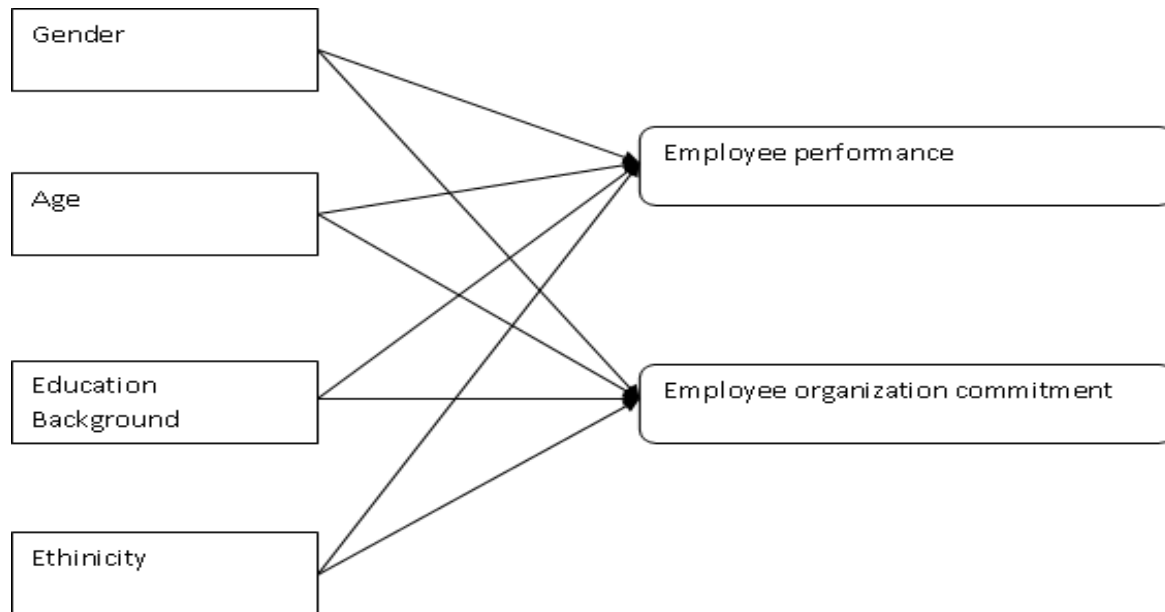 Gender
Employee performance
Age
Education
Background
Employee organization commitment
Ethinicity